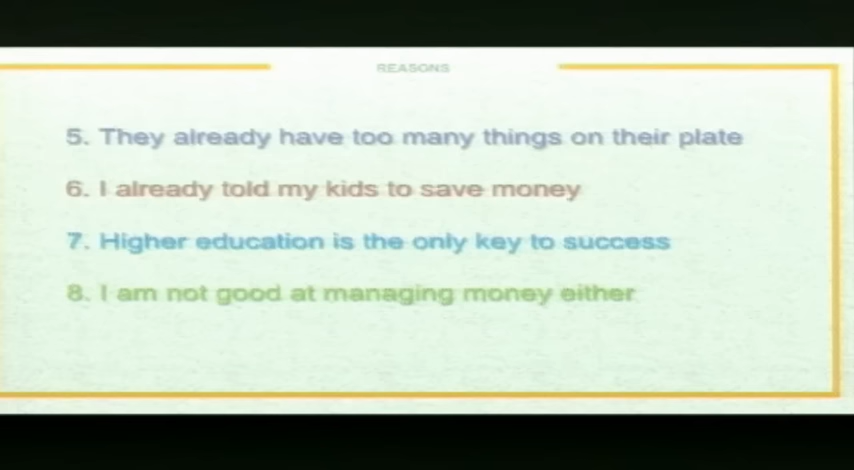 REASONS
5. They already have too many things on their plate
6. I already told my kids to save money
7. Higher education is the only key to success
8. I am not good at managing money either